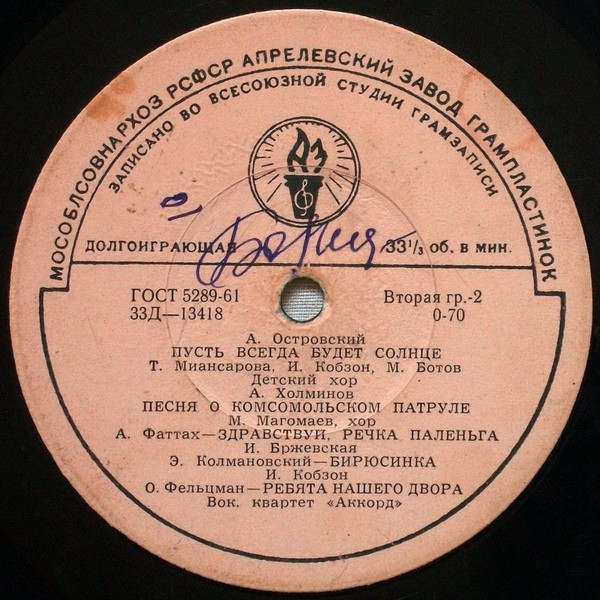 МОСОБЛСОВНАРХОЗ РСФСР АПРЕЛЕВСКИЙ ЗАВОД ГРАМПЛАСТИНОК
ЗАПИСАНО ВО ВСЕСОЮЗНОЙ СТУДИИ ГРАМЗАПИСИ
АЗ
ДОЛГОИГРАЮЩАЯ 33⅓ об. в мин.
ГОСТ 5289-61 Вторая гр.-2
33Д—13418 0-70
А. Островский
ПУСТЬ ВСЕГДА БУДЕТ СОЛНЦЕ
Т. Миансарова, И. Кобзон, М. Ботов
Детский хор
А. Холминов
ПЕСНЯ О КОМСОМОЛЬСКОМ ПАТРУЛЕ
М. Магомаев, хор
А. Фаттах—ЗДРАВСТВУЙ, РЕЧКА ПАЛЕНЬГА
И. Бржевская
Э. Колмановский—БИРЮСИНКА
И. Кобзон
О. Фельцман—РЕБЯТА НАШЕГО ДВОРА
Вок. квартет «Аккорд»